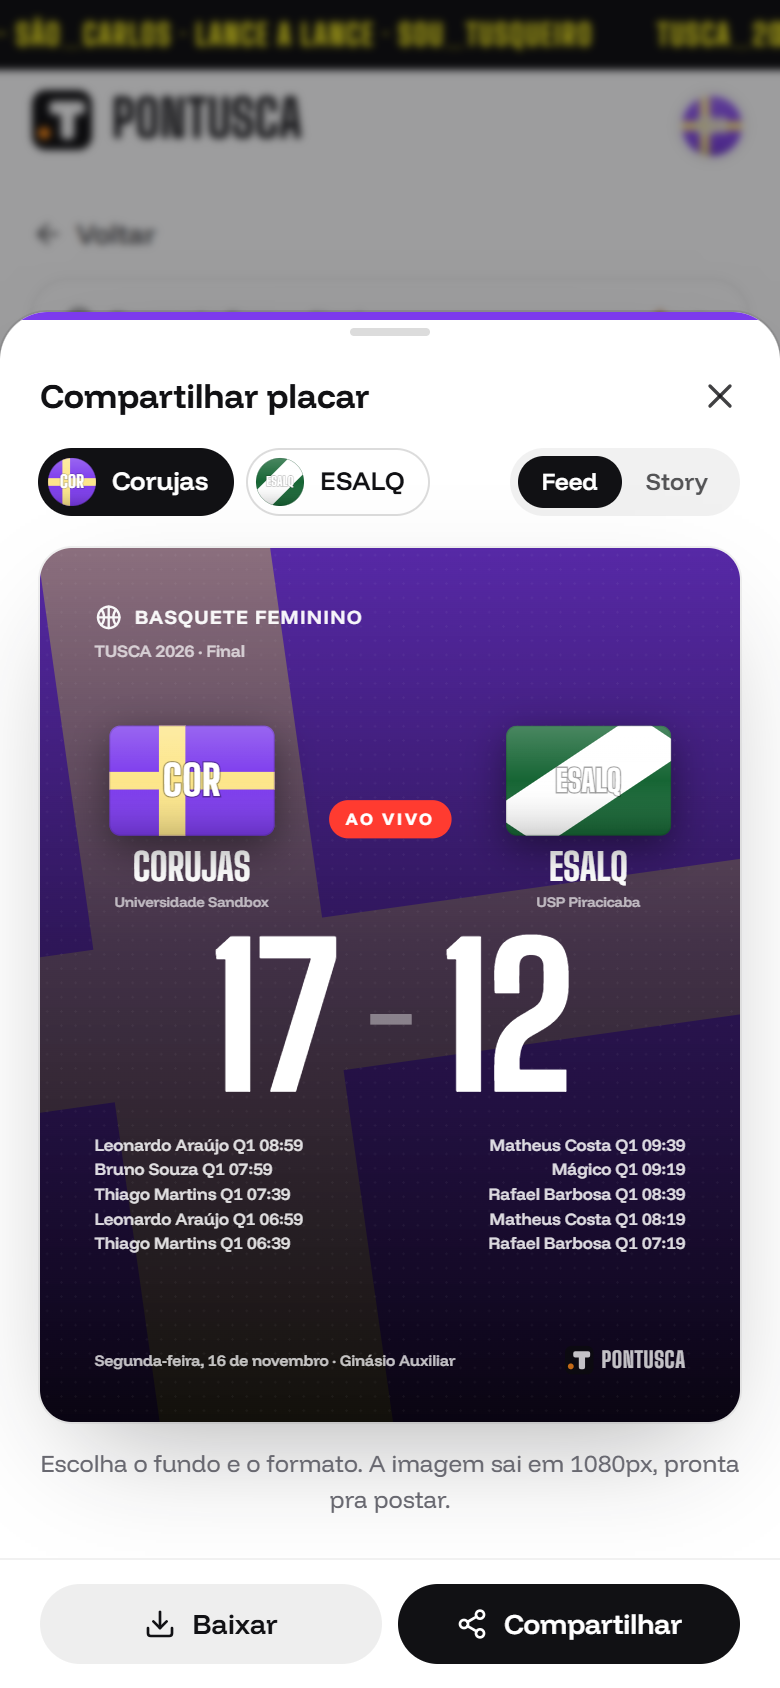 SÃO_CARLOS · LANCE A LANCE · SOU_TUSQUEIRO TUSCA_20
T PONTUSCA
Voltar
Compartilhar placar
COR Corujas
ESALQ ESALQ
Feed
Story
BASQUETE FEMININO
TUSCA 2026 · Final
COR
ESALQ
AO VIVO
CORUJAS
ESALQ
Universidade Sandbox
USP Piracicaba
17 - 12
Leonardo Araújo Q1 08:59
Bruno Souza Q1 07:59
Thiago Martins Q1 07:39
Leonardo Araújo Q1 06:59
Thiago Martins Q1 06:39
Matheus Costa Q1 09:39
Mágico Q1 09:19
Rafael Barbosa Q1 08:39
Matheus Costa Q1 08:19
Rafael Barbosa Q1 07:19
Segunda-feira, 16 de novembro · Ginásio Auxiliar
T PONTUSCA
Escolha o fundo e o formato. A imagem sai em 1080px, pronta
pra postar.
Baixar
Compartilhar